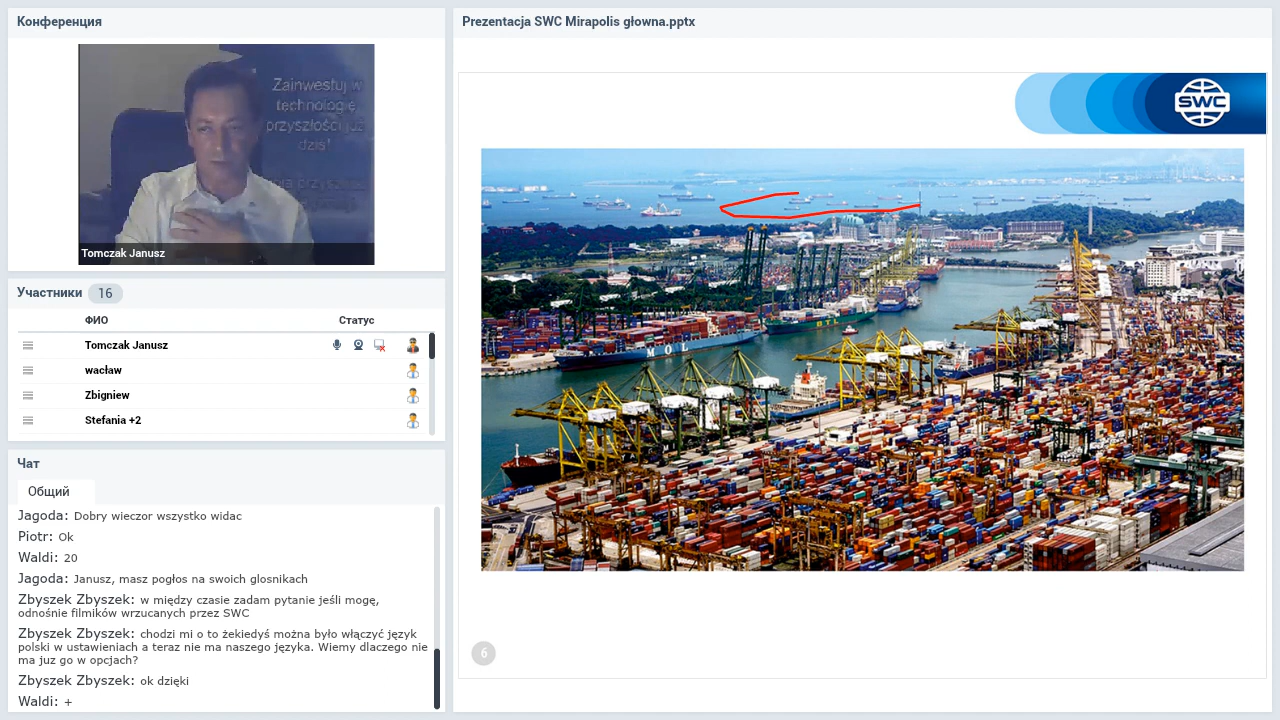 Конференция
Zainwestuj w
technologię
przyszłości już
dziś!
Tomczak Janusz
Участники 16
ФИО Статус
Tomczak Janusz
wacław
Zbigniew
Stefania +2
Чат
Общий
Jagoda: Dobry wieczor wszystko widac
Piotr: Ok
Waldi: 20
Jagoda: Janusz, masz pogłos na swoich glosnikach
Zbyszek Zbyszek: w między czasie zadam pytanie jeśli mogę,
odnośnie filmików wrzucanych przez SWC
Zbyszek Zbyszek: chodzi mi o to żekiedyś można było włączyć język
polski w ustawieniach a teraz nie ma naszego języka. Wiemy dlaczego nie
ma juz go w opcjach?
Zbyszek Zbyszek: ok dzięki
Waldi: +
Prezentacja SWC Mirapolis głowna.pptx
SWC
MOL
6